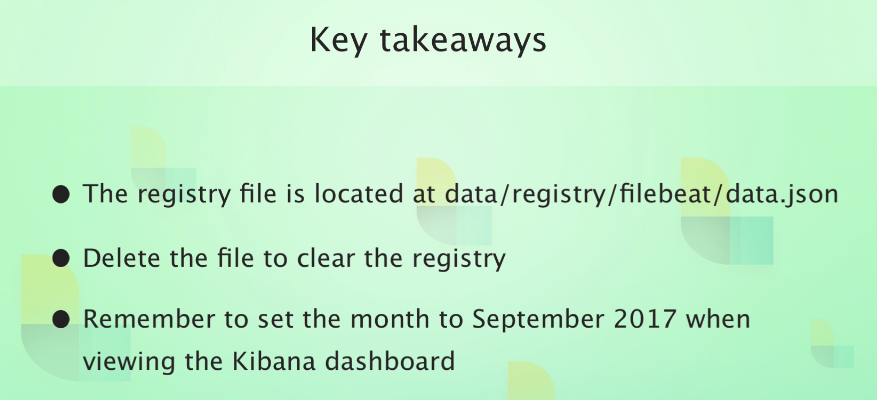 Key takeaways
● The registry file is located at data/registry/filebeat/data.json
● Delete the file to clear the registry
● Remember to set the month to September 2017 when
viewing the Kibana dashboard